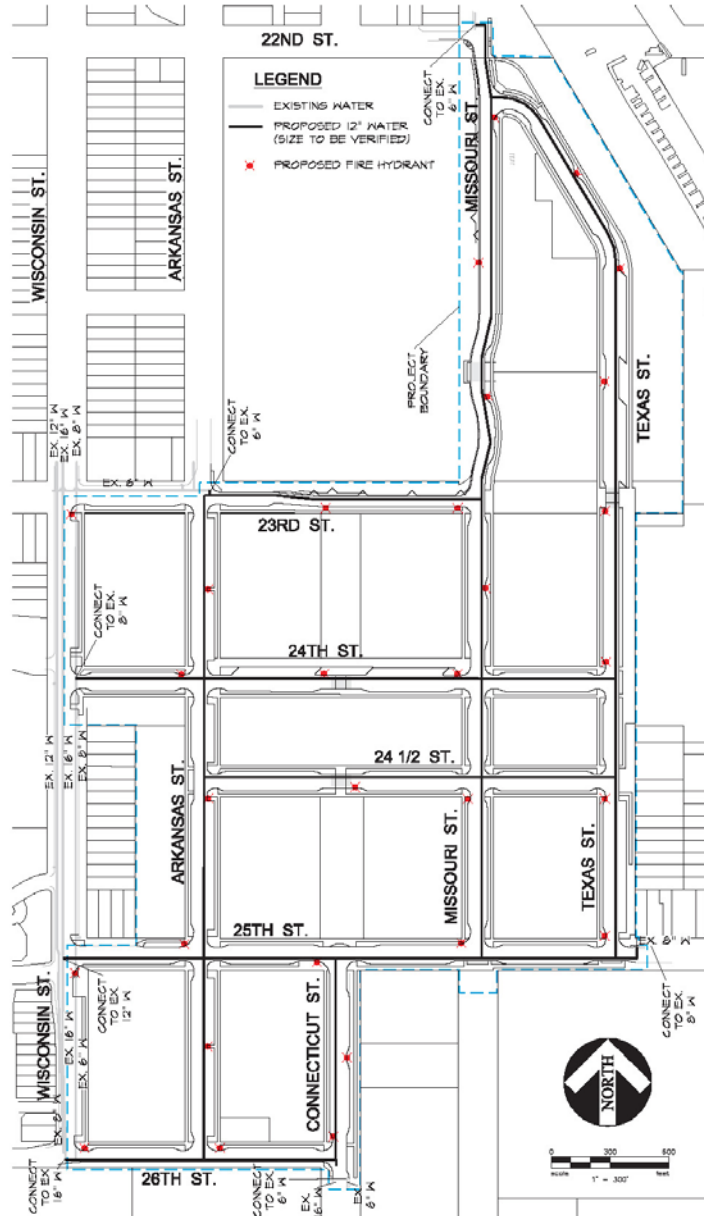 22ND ST.
LEGEND
EXISTING WATER
PROPOSED 12" WATER
(SIZE TO BE VERIFIED)
PROPOSED FIRE HYDRANT
CONNECT
TO EX.
6" W
MISSOURI ST.
WISCONSIN ST.
ARKANSAS ST.
PROJECT
BOUNDARY
TEXAS ST.
EX. 12" W
EX. 16" W
EX. 8" W
CONNECT
TO EX.
6" W
EX. 6" W
23RD ST.
CONNECT
TO EX.
8" W
24TH ST.
EX. 12" W
EX. 16" W
EX. 8" W
24 1/2 ST.
ARKANSAS ST.
MISSOURI ST.
TEXAS ST.
25TH ST.
EX. 8" W
CONNECT
TO EX.
8" W
WISCONSIN ST.
CONNECT
TO EX.
12" W
EX. 16" W
EX. 6" W
EX. 8" W
CONNECTICUT ST.
NORTH
0 300 600
scale feet
1" = 300'
CONNECT
TO EX.
16" W
26TH ST.
CONNECT
TO EX.
6" W
EX.
16" W
EX.
6" W